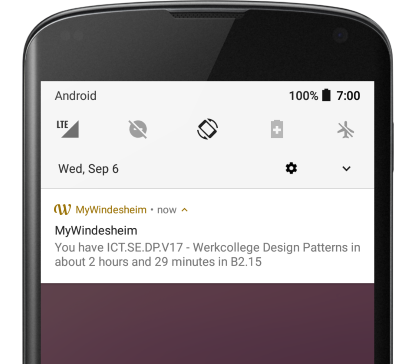 Android 100% 7:00
LTE
Wed, Sep 6
W MyWindesheim • now
MyWindesheim
You have ICT.SE.DP.V17 - Werkcollege Design Patterns in
about 2 hours and 29 minutes in B2.15